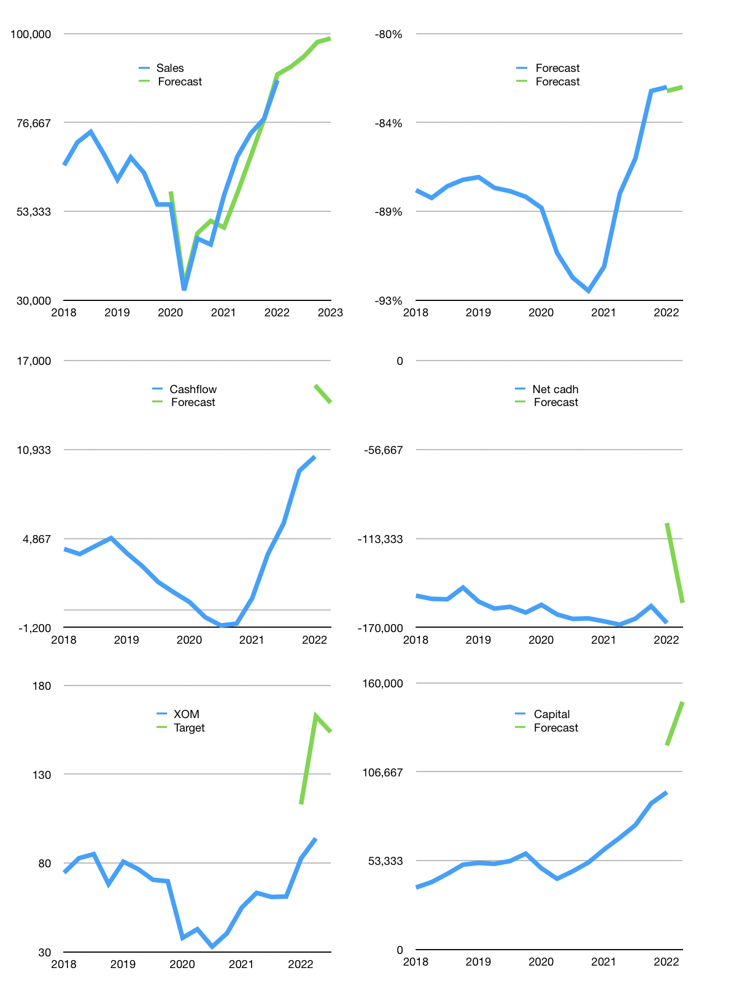 100,000
Sales
Forecast
76,667
53,333
30,000
2018 2019 2020 2021 2022 2023
-80%
Forecast
Forecast
-84%
-89%
-93%
2018 2019 2020 2021 2022
17,000
Cashflow
Forecast
10,933
4,867
-1,200
2018 2019 2020 2021 2022
0
Net cadh
Forecast
-56,667
-113,333
-170,000
2018 2019 2020 2021 2022
180
XOM
Target
130
80
30
2018 2019 2020 2021 2022
160,000
Capital
Forecast
106,667
53,333
0
2018 2019 2020 2021 2022